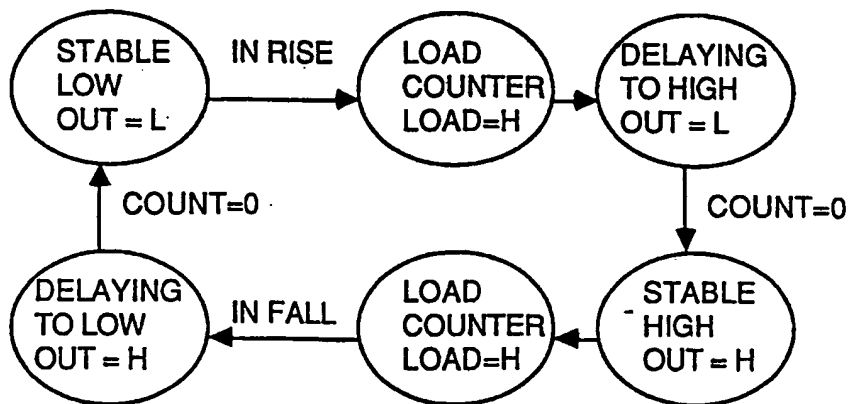 STABLE
LOW
OUT = L
IN RISE
LOAD
COUNTER
LOAD=H
DELAYING
TO HIGH
OUT = L
COUNT=0
COUNT=0
DELAYING
TO LOW
OUT = H
IN FALL
LOAD
COUNTER
LOAD=H
STABLE
HIGH
OUT = H